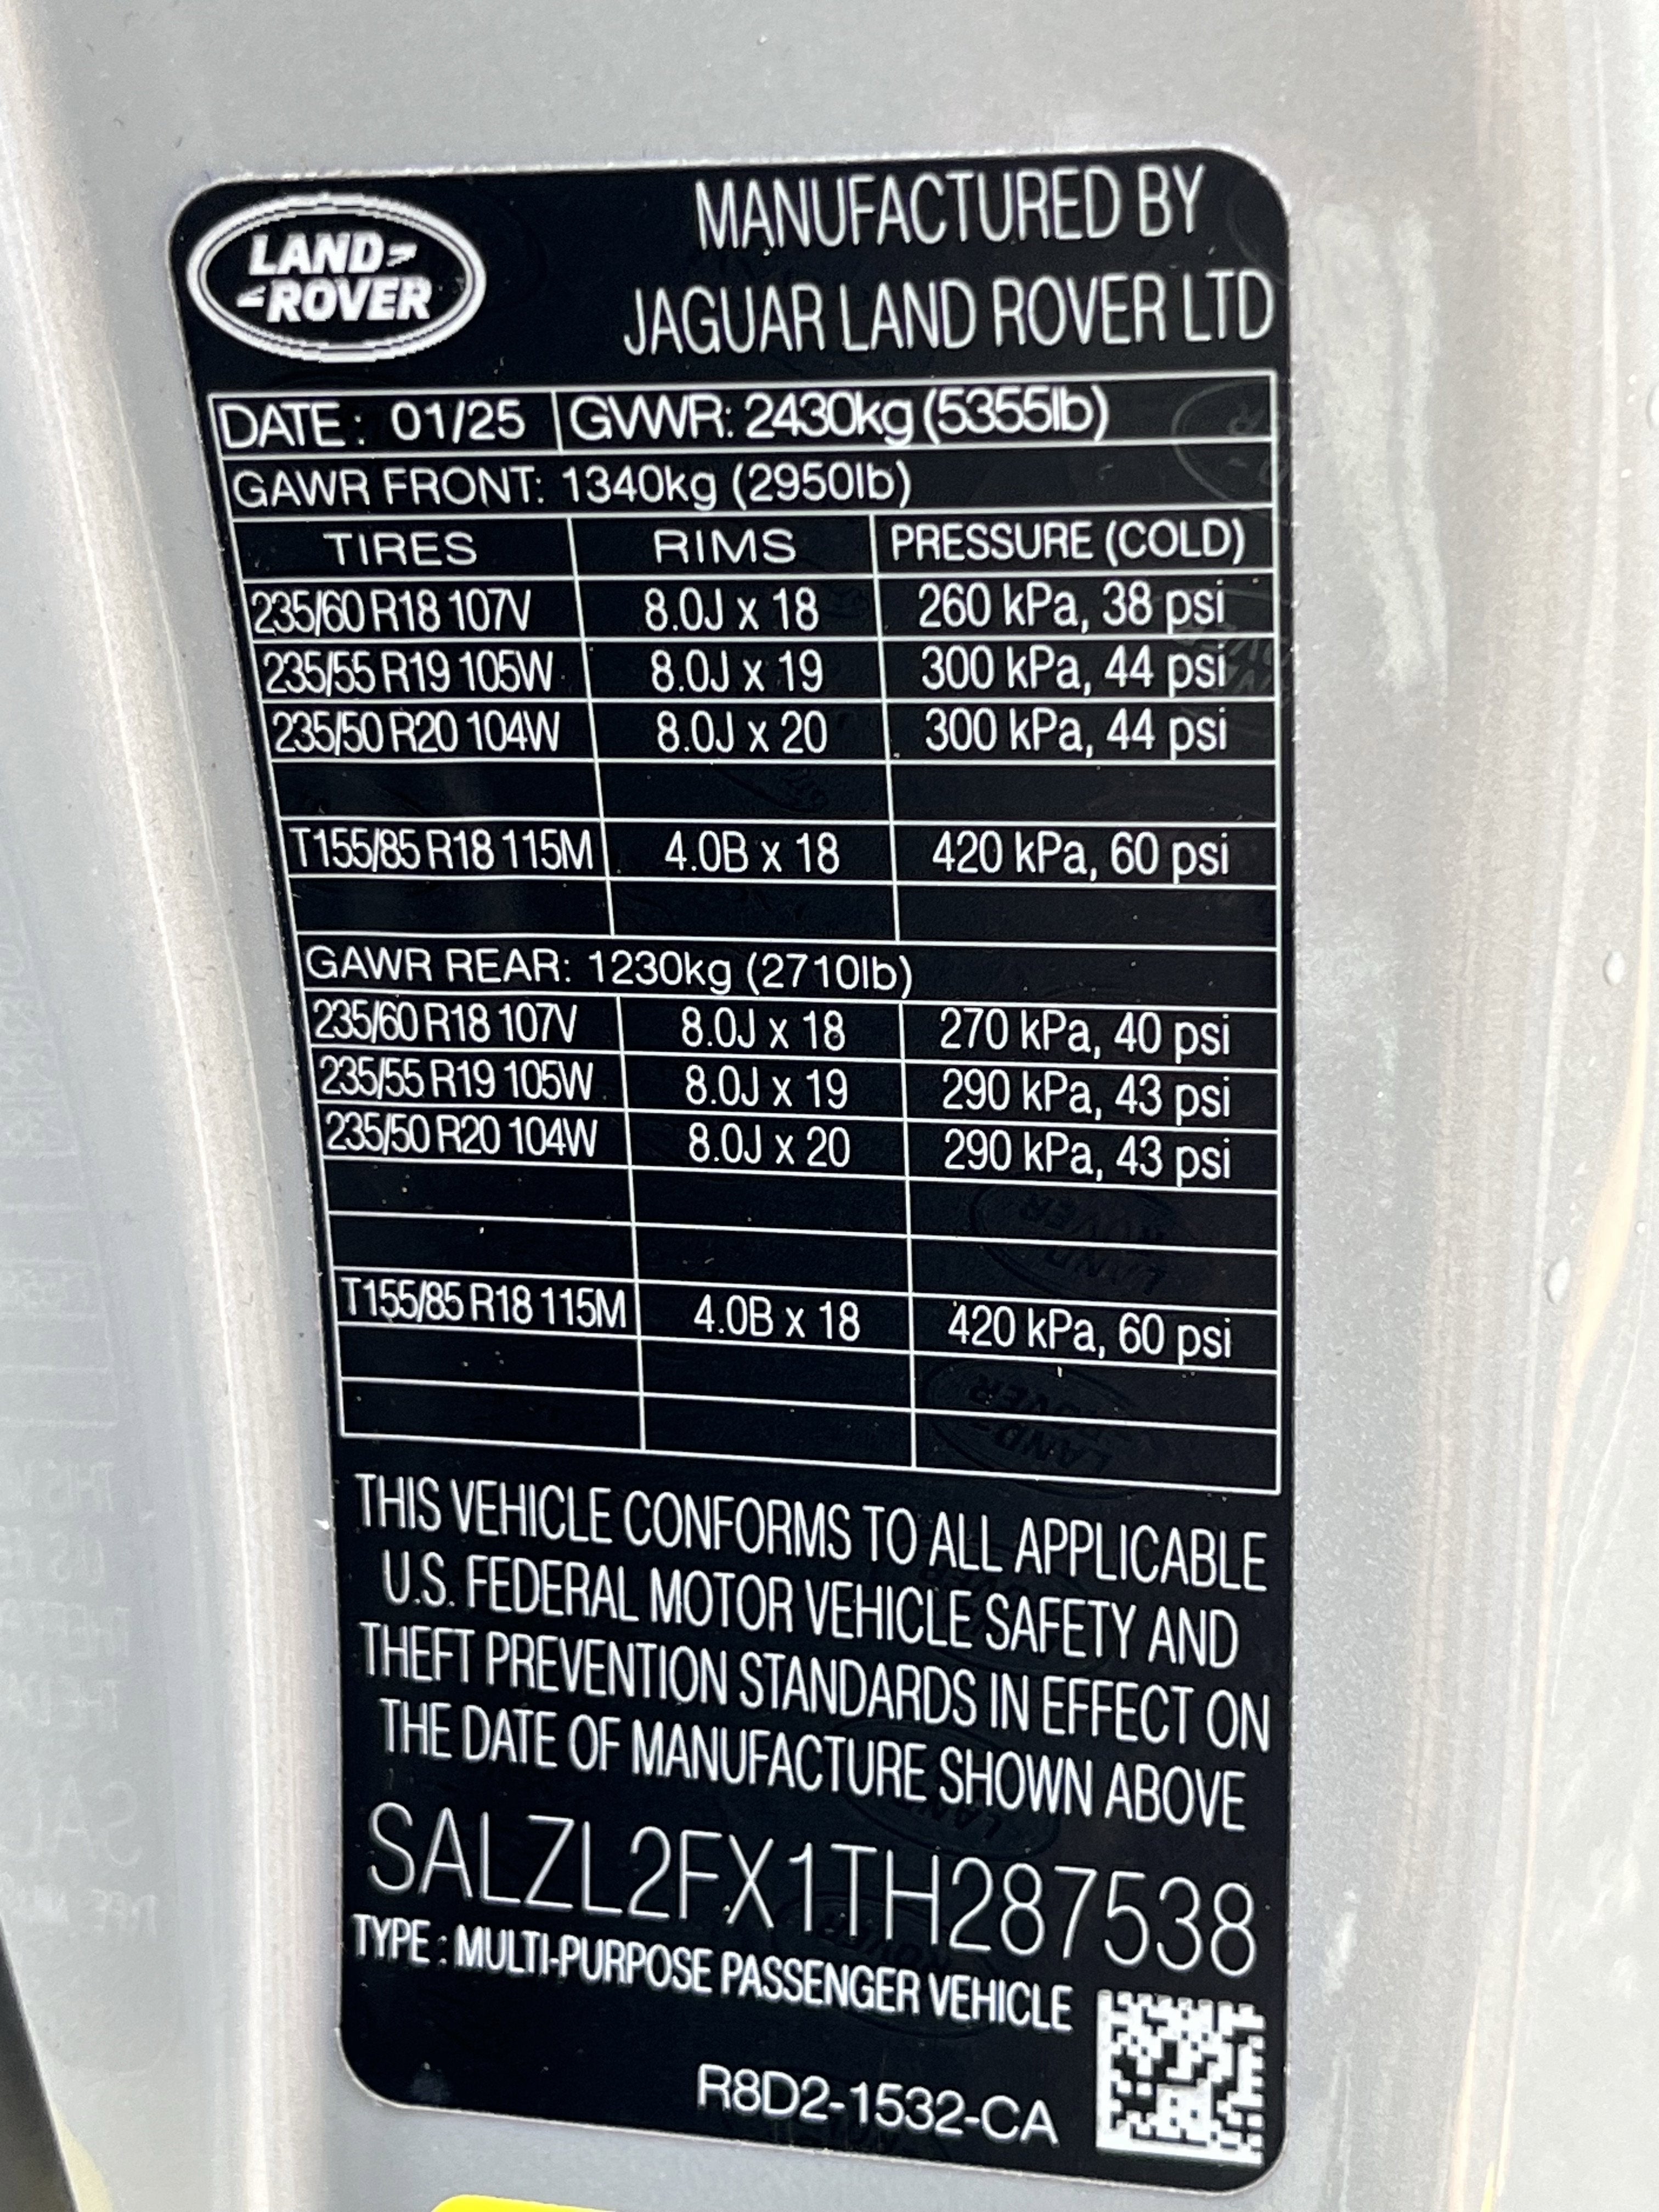 LAND
ROVER
MANUFACTURED BY
JAGUAR LAND ROVER LTD
DATE: 01/25 GVWR: 2430kg (5355lb)
GAWR FRONT: 1340kg (2950lb)
TIRES RIMS PRESSURE (COLD)
235/60 R18 107V 8.0J x 18 260 kPa, 38 psi
235/55 R19 105W 8.0J x 19 300 kPa, 44 psi
235/50 R20 104W 8.0J x 20 300 kPa, 44 psi
T155/85 R18 115M 4.0B x 18 420 kPa, 60 psi
GAWR REAR: 1230kg (2710lb)
235/60 R18 107V 8.0J x 18 270 kPa, 40 psi
235/55 R19 105W 8.0J x 19 290 kPa, 43 psi
235/50 R20 104W 8.0J x 20 290 kPa, 43 psi
T155/85 R18 115M 4.0B x 18 420 kPa, 60 psi
THIS VEHICLE CONFORMS TO ALL APPLICABLE
U.S. FEDERAL MOTOR VEHICLE SAFETY AND
THEFT PREVENTION STANDARDS IN EFFECT ON
THE DATE OF MANUFACTURE SHOWN ABOVE
SALZL2FX1TH287538
TYPE : MULTI-PURPOSE PASSENGER VEHICLE
R8D2-1532-CA